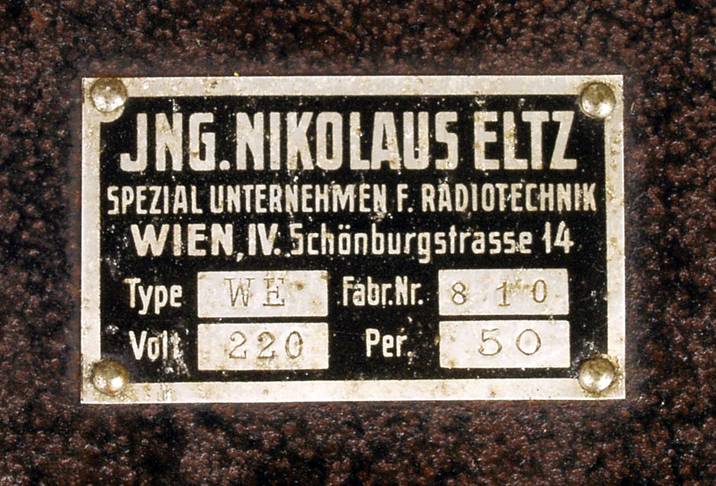 JNG. NIKOLAUS ELTZ
SPEZIAL UNTERNEHMEN F. RADIOTECHNIK
WIEN, IV. Schönburgstrasse 14
Type WE Fabr.Nr. 810
Volt 220 Per. 50